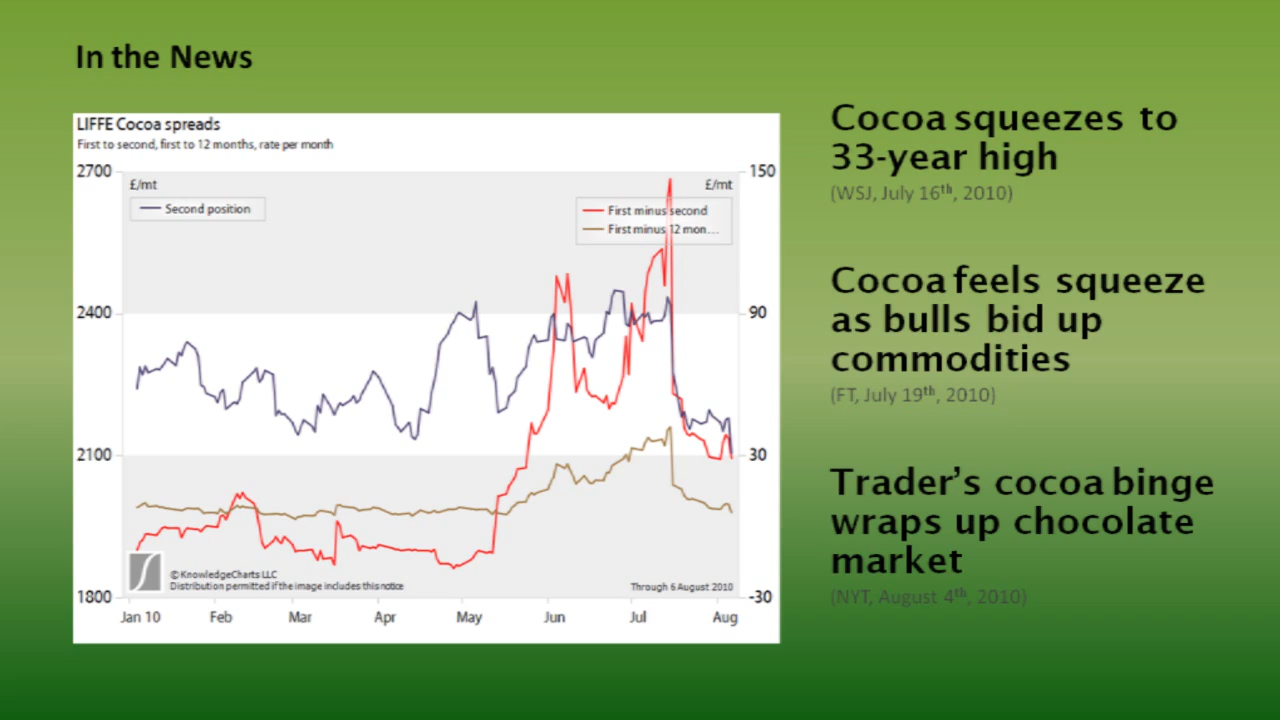 In the News
LIFFE Cocoa spreads
First to second, first to 12 months, rate per month
2700
150
£/mt
£/mt
Second position
First minus second
First minus 12 mon...
2400
90
2100
30
©KnowledgeCharts LLC
Distribution permitted if the image includes this notice
Through 6 August 2010
1800
-30
Jan 10 Feb Mar Apr May Jun Jul Aug
Cocoa squeezes to
33-year high
(WSJ, July 16th, 2010)
Cocoa feels squeeze
as bulls bid up
commodities
(FT, July 19th, 2010)
Trader's cocoa binge
wraps up chocolate
market
(NYT, August 4th, 2010)